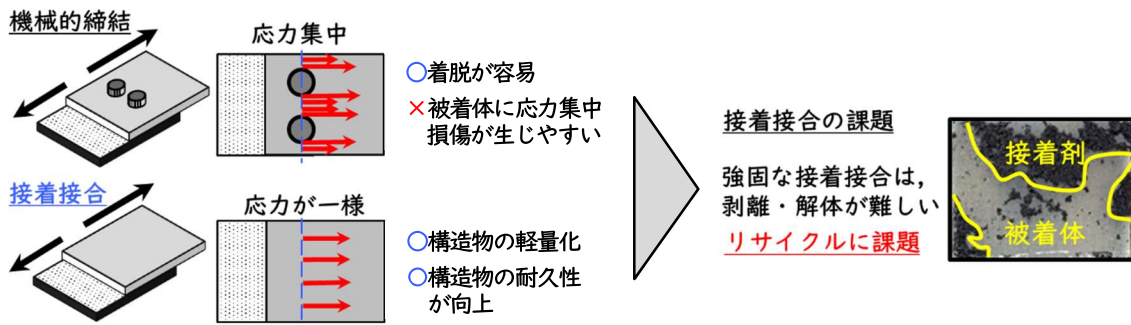 機械的締結
応力集中
○着脱が容易
×被着体に応力集中
損傷が生じやすい
接着接合
応力が一様
○構造物の軽量化
○構造物の耐久性
が向上
接着接合の課題
強固な接着接合は,
剥離・解体が難しい
リサイクルに課題
接着剤
被着体